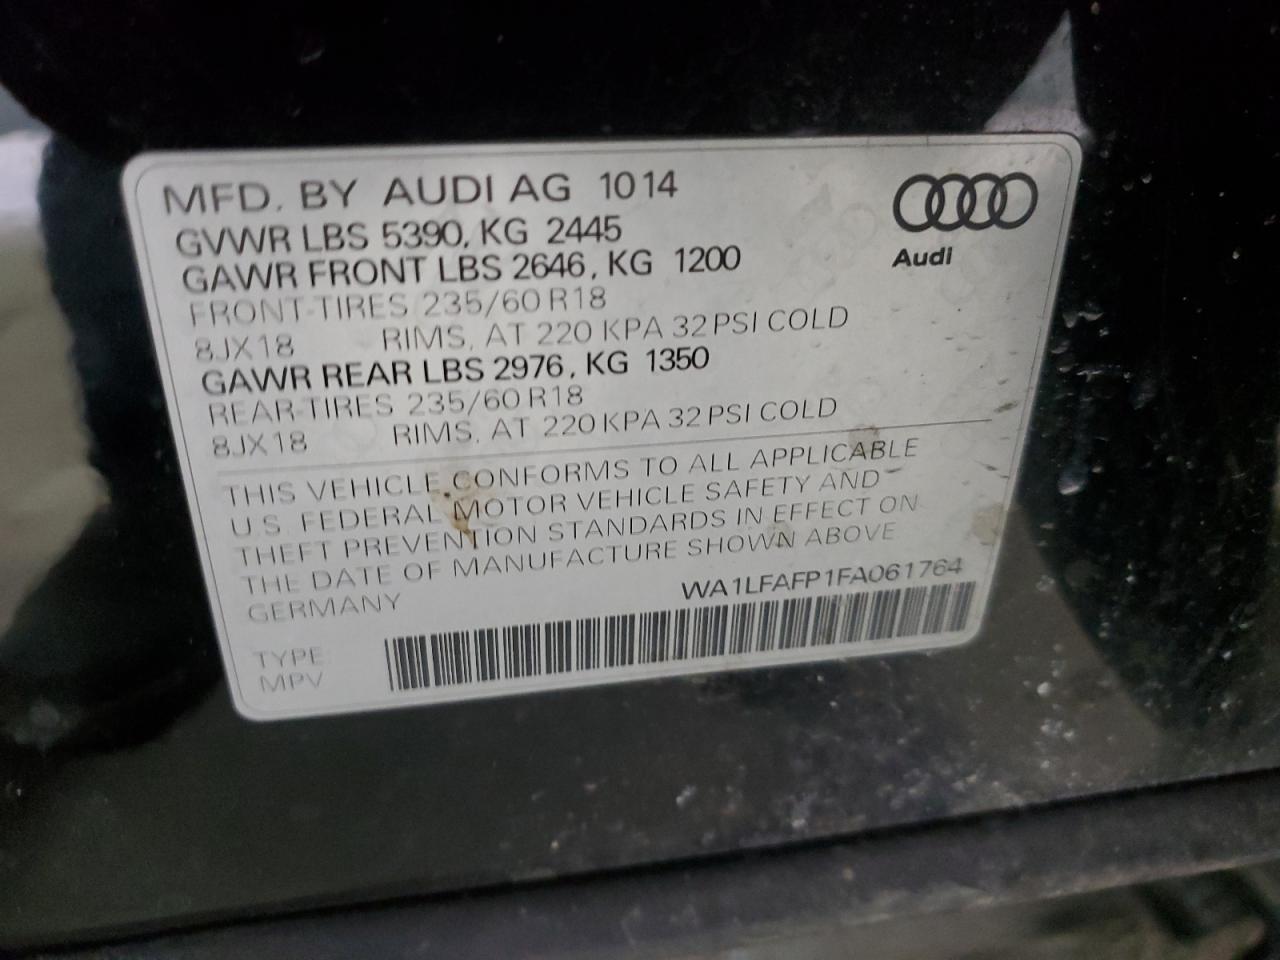 MFD. BY AUDI AG 1014
GVWR LBS 5390, KG 2445
GAWR FRONT LBS 2646, KG 1200
FRONT-TIRES 235/60 R18
8JX18 RIMS, AT 220 KPA 32 PSI COLD
GAWR REAR LBS 2976, KG 1350
REAR-TIRES 235/60 R18
8JX18 RIMS, AT 220 KPA 32 PSI COLD
THIS VEHICLE CONFORMS TO ALL APPLICABLE
U.S. FEDERAL MOTOR VEHICLE SAFETY AND
THEFT PREVENTION STANDARDS IN EFFECT ON
THE DATE OF MANUFACTURE SHOWN ABOVE
GERMANY WA1LFAFP1FA061764
TYPE
MPV
Audi